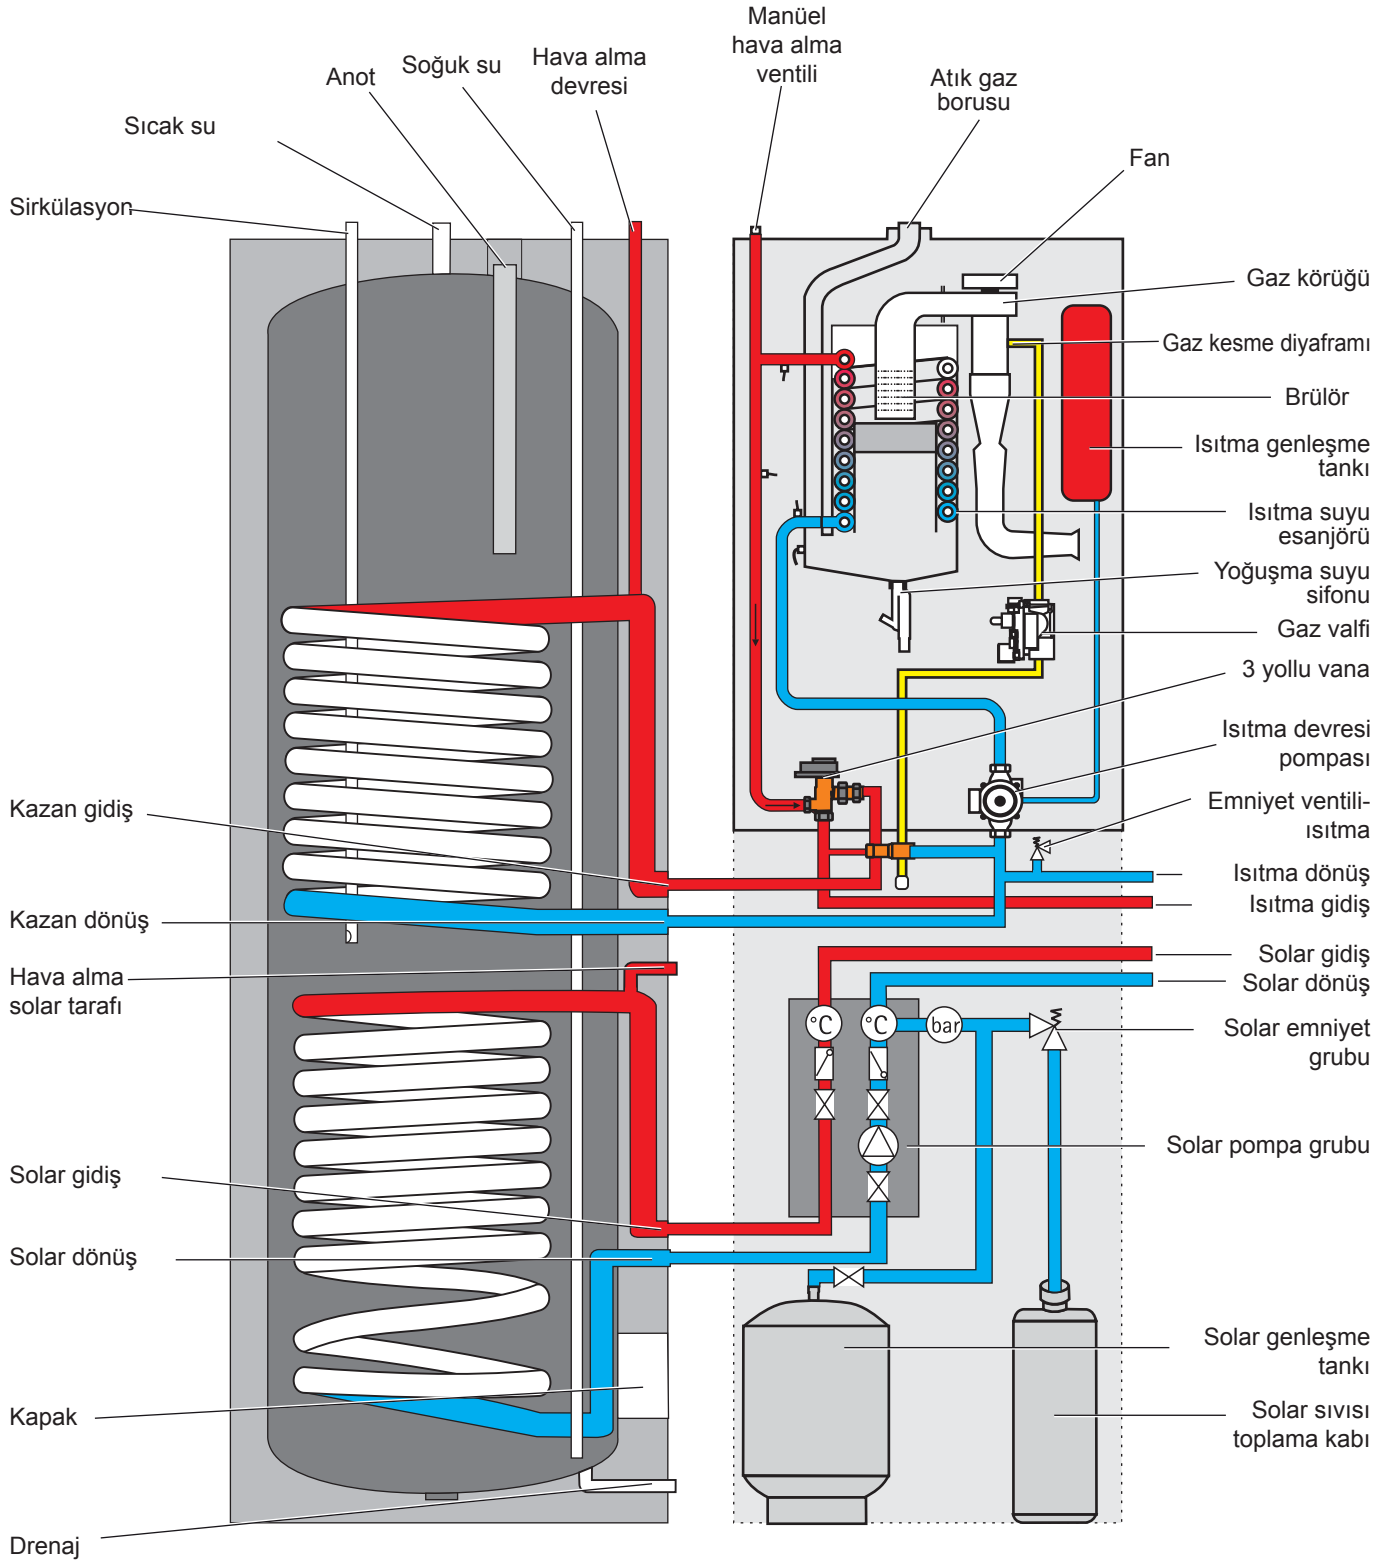 Manüel
hava alma
ventili
Hava alma
devresi
Soğuk su
Anot
Atık gaz
borusu
Sıcak su
Fan
Sirkülasyon
Gaz körüğü
Gaz kesme diyaframı
Brülör
Isıtma genleşme
tankı
Isıtma suyu
esanjörü
Yoğuşma suyu
sifonu
Gaz valfi
3 yollu vana
Isıtma devresi
pompası
Kazan gidiş
Emniyet ventili-
ısıtma
Isıtma dönüş
Isıtma gidiş
Kazan dönüş
Solar gidiş
Solar dönüş
Hava alma
solar tarafı
°C
°C
bar
Solar emniyet
grubu
Solar pompa grubu
Solar gidiş
Solar dönüş
Solar genleşme
tankı
Kapak
Solar sıvısı
toplama kabı
Drenaj